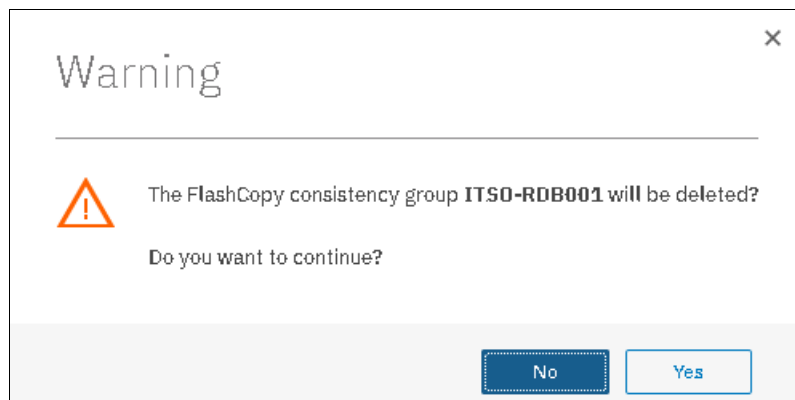 Warning
The FlashCopy consistency group ITSO-RDB001 will be deleted?
Do you want to continue?
No
Yes